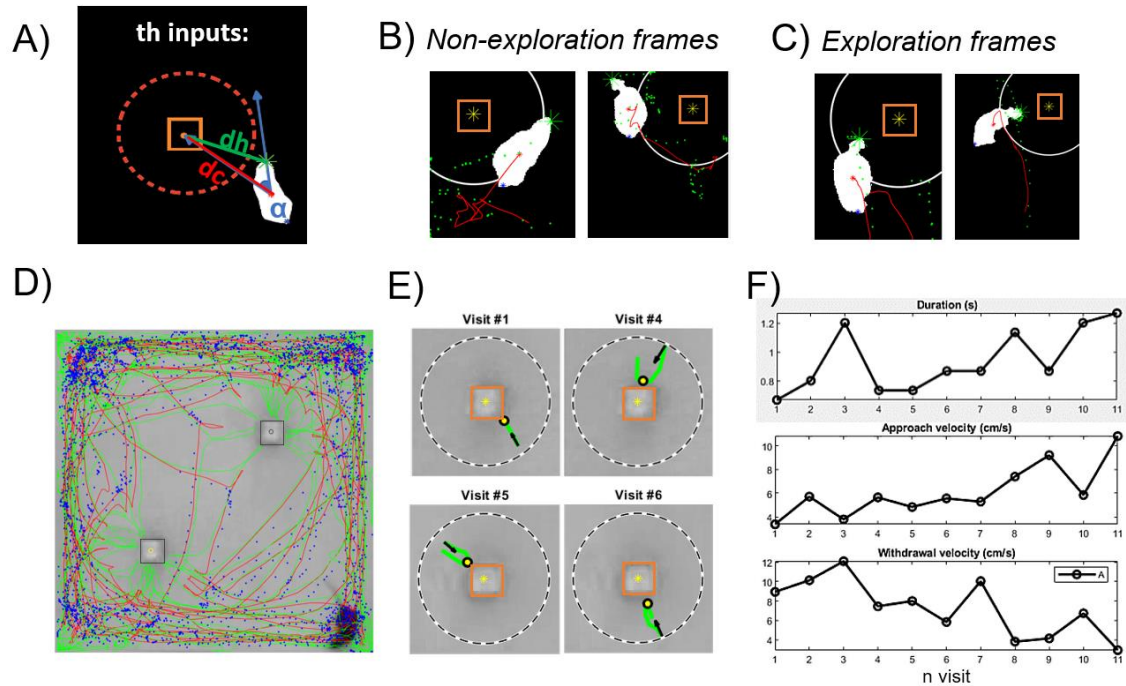 A)
th inputs:
dh
dc
α
B) Non-exploration frames
C) Exploration frames
D)
E)
Visit #1
Visit #4
Visit #5
Visit #6
F)
Duration (s)
1.2
1
0.8
1 2 3 4 5 6 7 8 9 10 11
Approach velocity (cm/s)
10
8
6
4
1 2 3 4 5 6 7 8 9 10 11
Withdrawal velocity (cm/s)
12
10
8
6
4
A
1 2 3 4 5 6 7 8 9 10 11
n visit